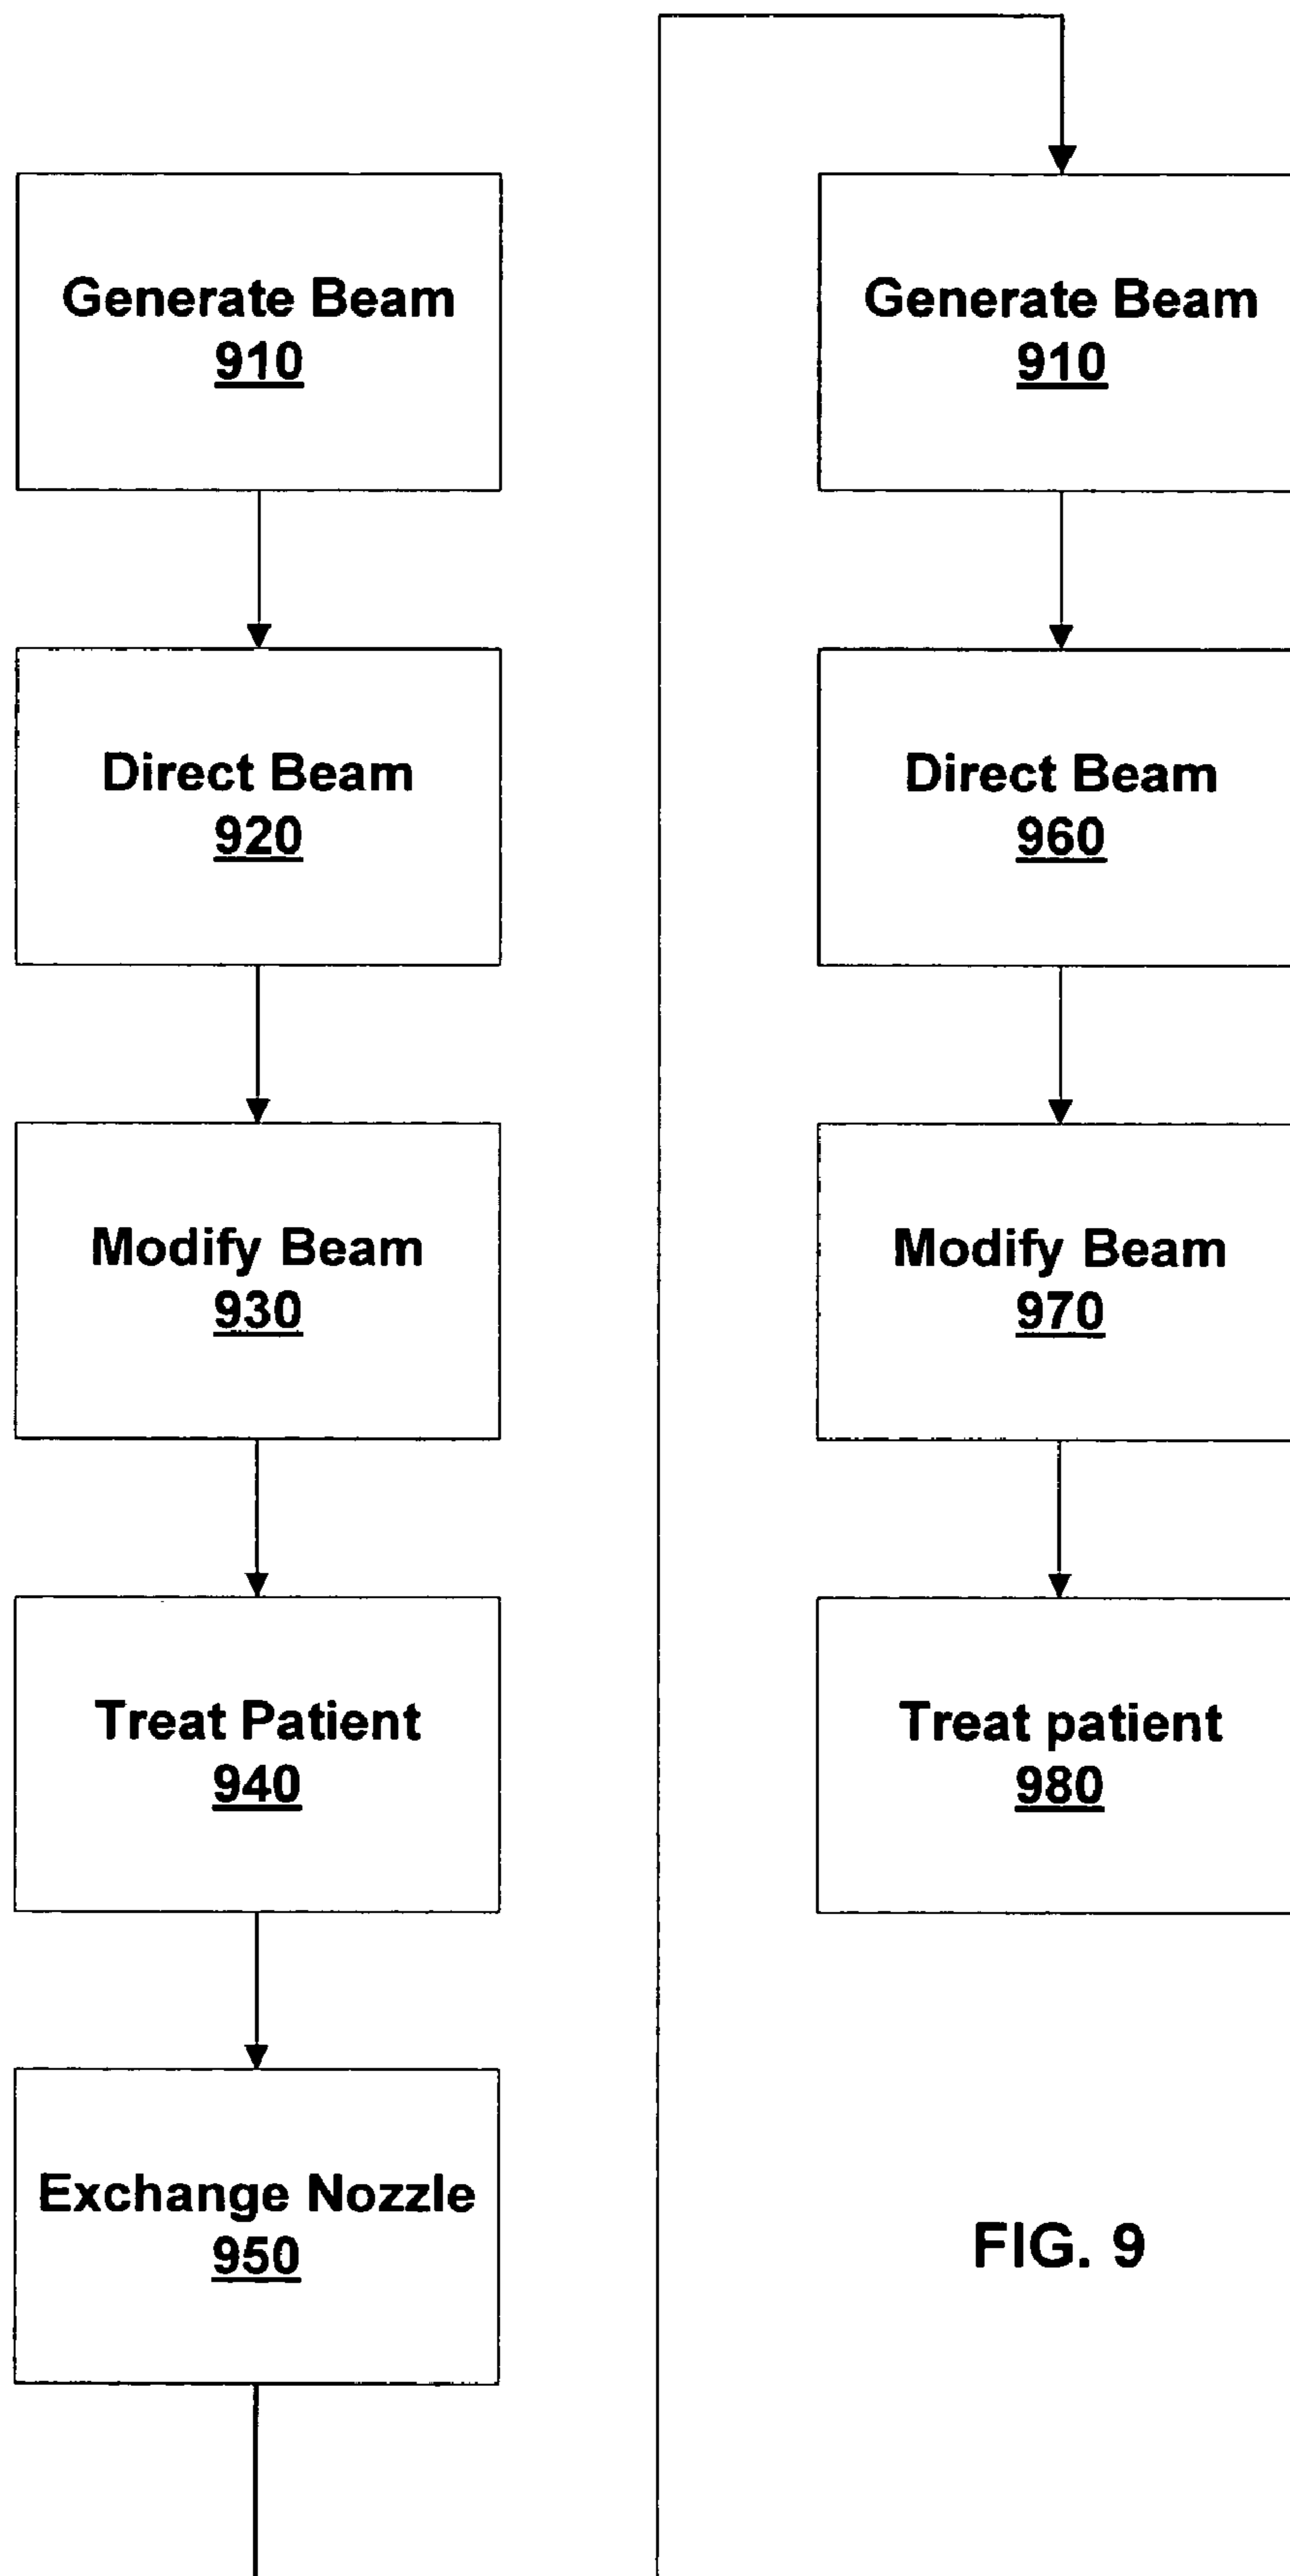 Generate Beam
910
Direct Beam
920
Modify Beam
930
Treat Patient
940
Exchange Nozzle
950
Generate Beam
910
Direct Beam
960
Modify Beam
970
Treat patient
980
FIG. 9